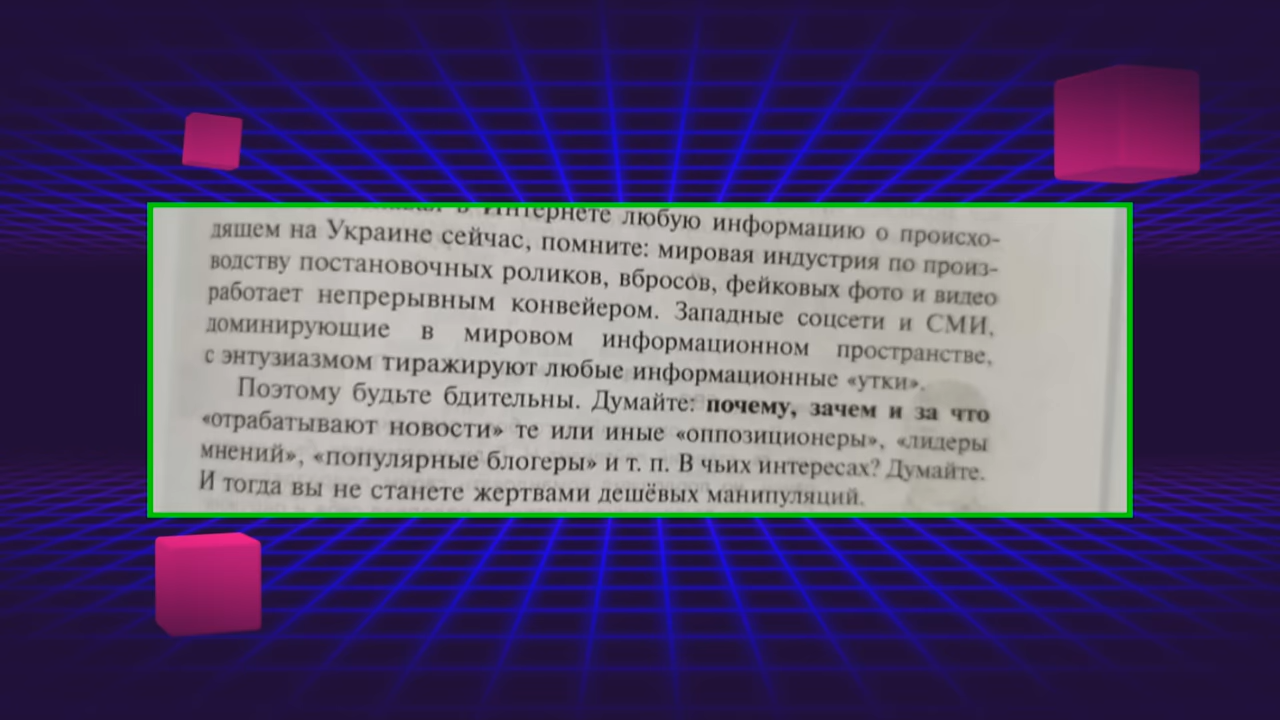 в Интернете любую информацию о происхо-
дящем на Украине сейчас, помните: мировая индустрия по произ-
водству постановочных роликов, вбросов, фейковых фото и видео
работает непрерывным конвейером. Западные соцсети и СМИ,
доминирующие в мировом информационном пространстве,
с энтузиазмом тиражируют любые информационные «утки».
Поэтому будьте бдительны. Думайте: почему, зачем и за что
«отрабатывают новости» те или иные «оппозиционеры», «лидеры
мнений», «популярные блогеры» и т. п. В чьих интересах? Думайте.
И тогда вы не станете жертвами дешёвых манипуляций.